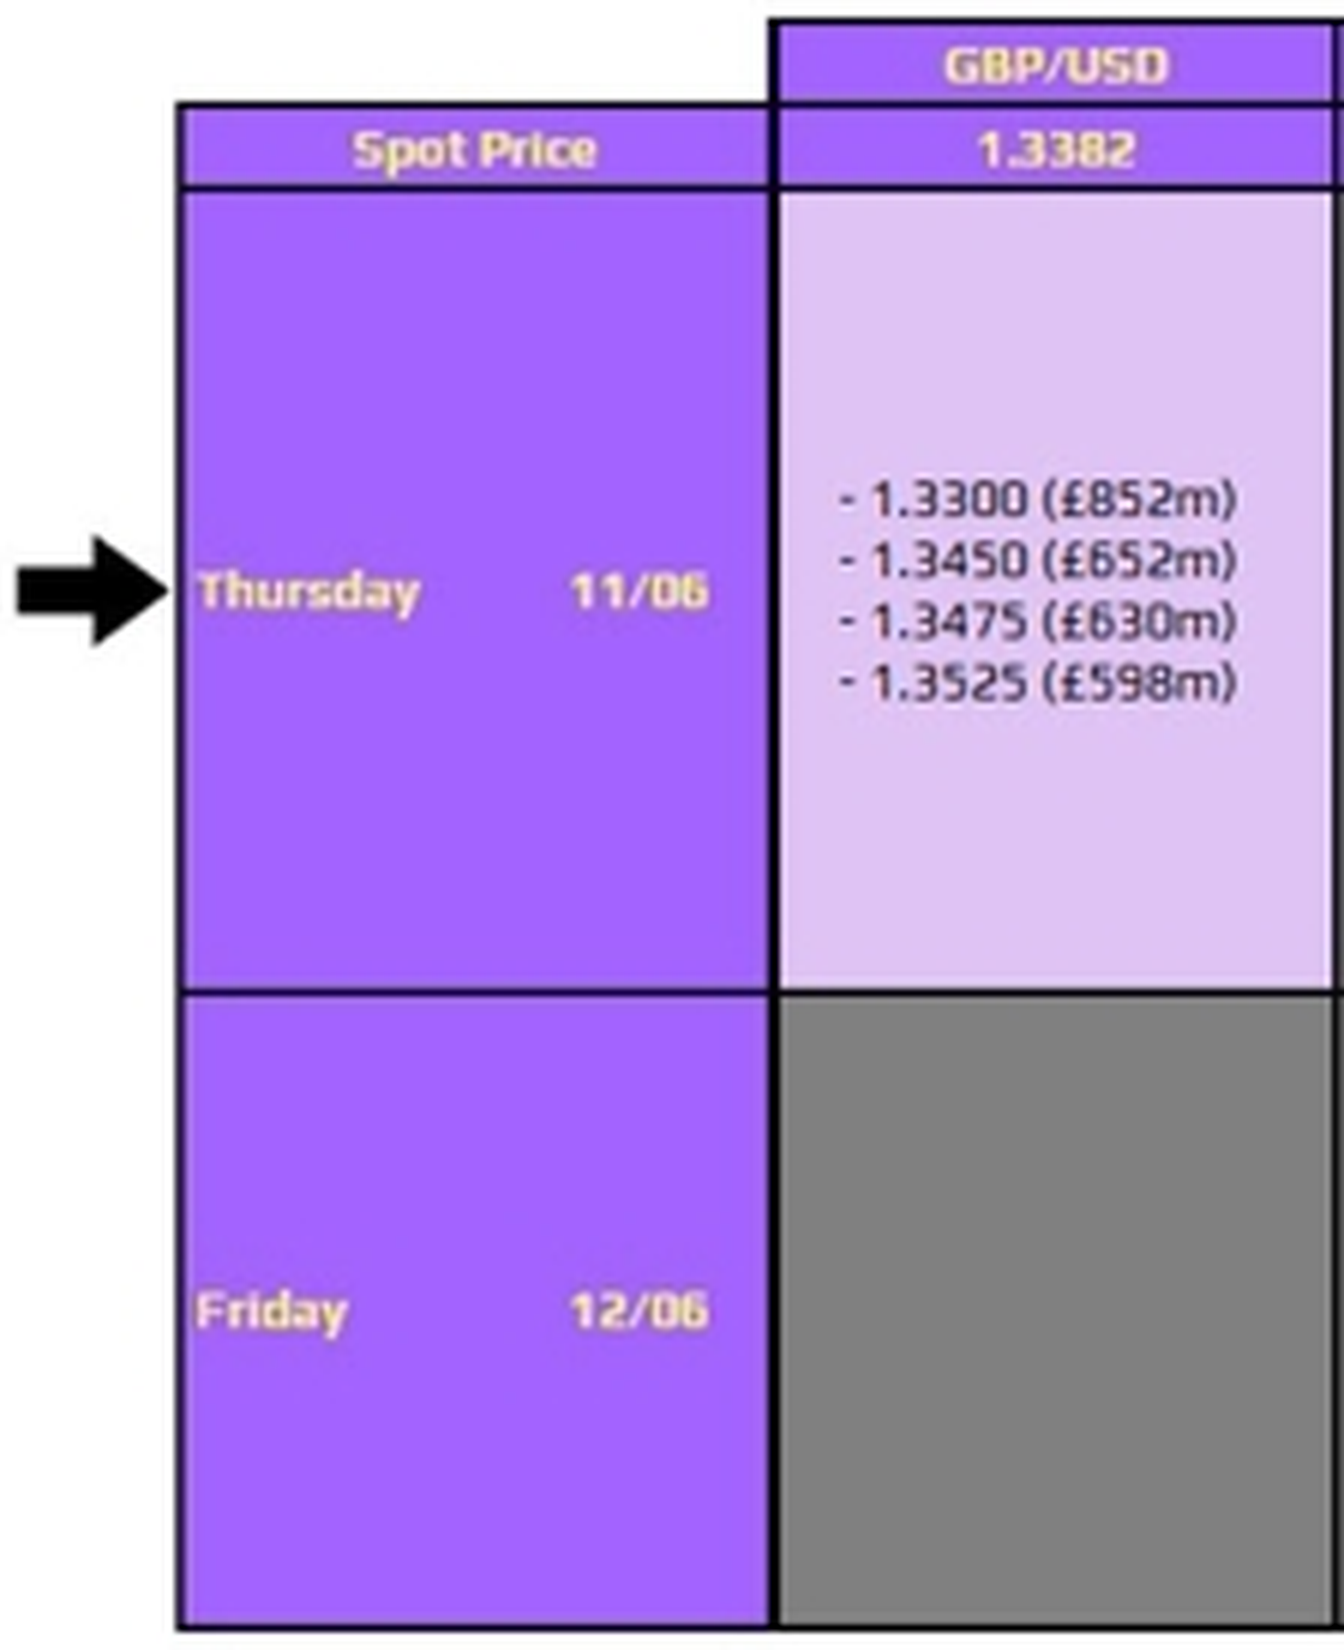 GBP/USD
Spot Price 1.3382
Thursday 11/06
- 1.3300 (£852m)
- 1.3450 (£652m)
- 1.3475 (£630m)
- 1.3525 (£598m)
Friday 12/06